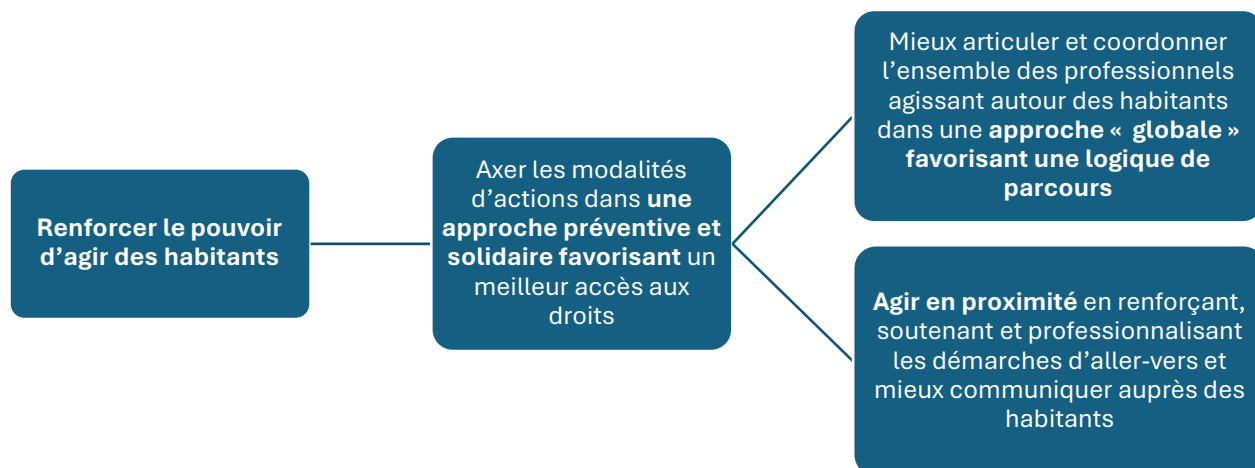 Renforcer le pouvoir
d’agir des habitants
Axer les modalités
d’actions dans une
approche préventive et
solidaire favorisant un
meilleur accès aux
droits
Mieux articuler et coordonner
l’ensemble des professionnels
agissant autour des habitants
dans une approche «  globale »
favorisant une logique de
parcours
Agir en proximité en renforçant,
soutenant et professionnalisant
les démarches d’aller-vers et
mieux communiquer auprès des
habitants